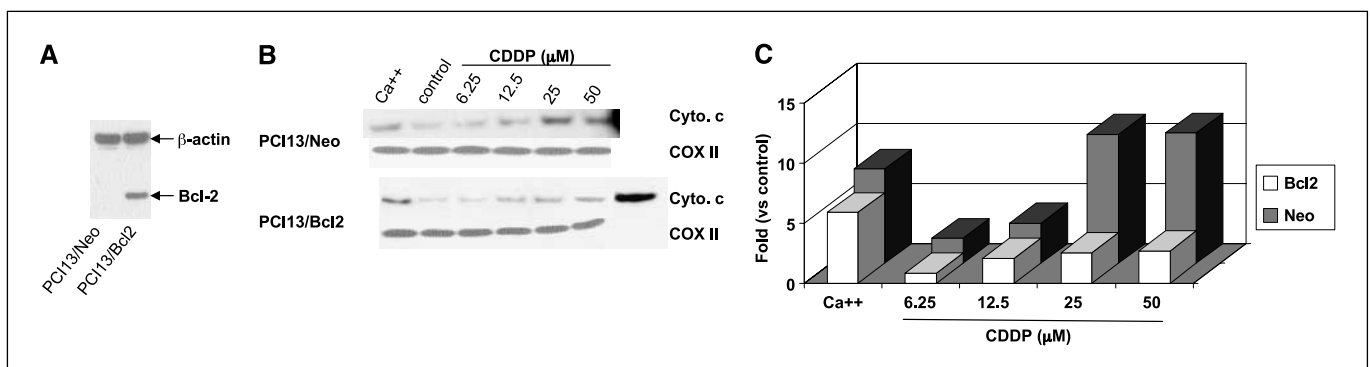 A
β-actin
Bcl-2
PCI13/Neo
PCI13/Bcl2
B
CDDP (μM)
Ca++
control
6.25
12.5
25
50
PCI13/Neo
Cyto. c
COX II
PCI13/Bcl2
Cyto. c
COX II
C
Fold (vs control)
15
10
5
0
Ca++
6.25
12.5
25
50
CDDP (μM)
Bcl2
Neo